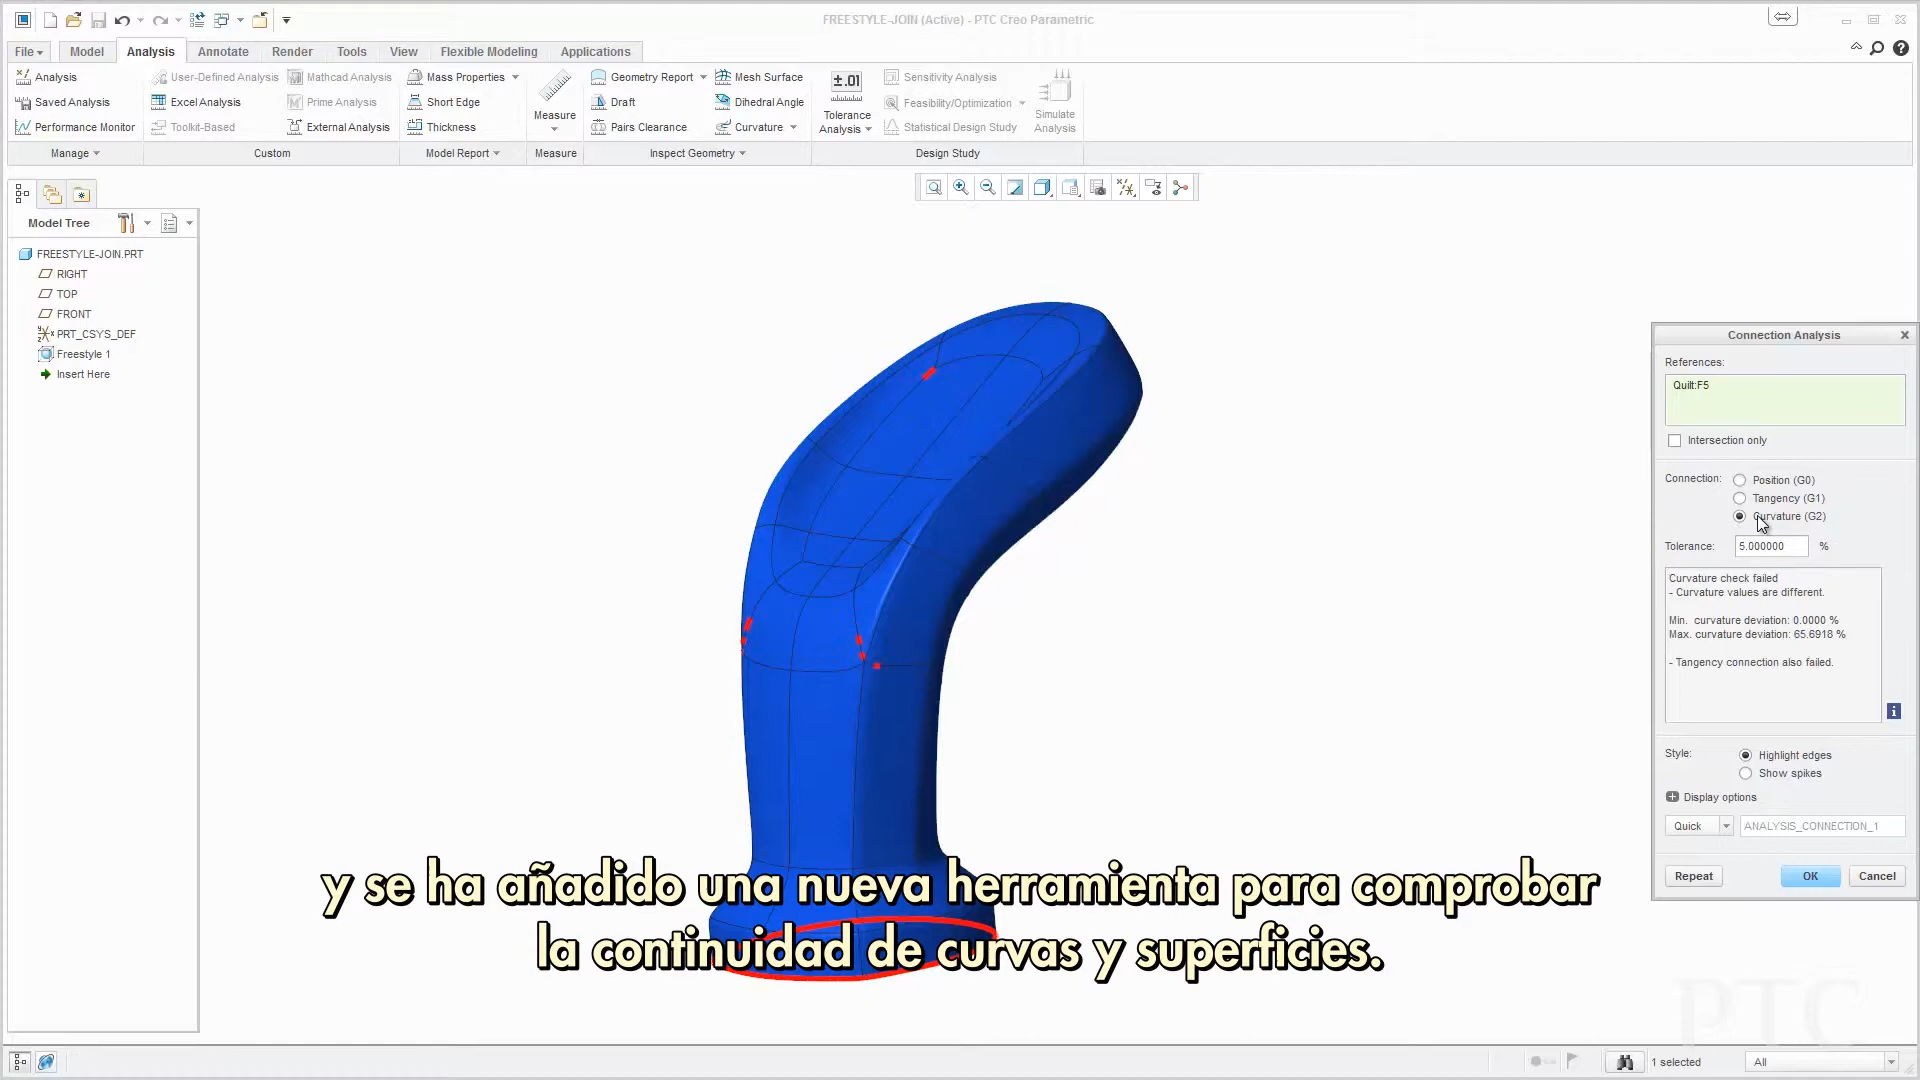 FREESTYLE-JOIN (Active) - PTC Creo Parametric
File Model Analysis Annotate Render Tools View Flexible Modeling Applications
Analysis User-Defined Analysis Mathcad Analysis Mass Properties Geometry Report Mesh Surface Sensitivity Analysis
Saved Analysis Excel Analysis Prime Analysis Short Edge Draft Dihedral Angle Feasibility/Optimization
Performance Monitor Toolkit-Based External Analysis Thickness Pairs Clearance Curvature Statistical Design Study
Measure
±.01
Tolerance
Analysis
Simulate
Analysis
Manage Custom Model Report Measure Inspect Geometry Design Study
Model Tree
FREESTYLE-JOIN.PRT
RIGHT
TOP
FRONT
PRT_CSYS_DEF
Freestyle 1
Insert Here
Connection Analysis
References:
Quilt:F5
Intersection only
Connection: Position (G0)
Tangency (G1)
Curvature (G2)
Tolerance: 5.000000 %
Curvature check failed
- Curvature values are different.
Min. curvature deviation: 0.0000 %
Max. curvature deviation: 65.6918 %
- Tangency connection also failed.
Style: Highlight edges
Show spikes
Display options
Quick ANALYSIS_CONNECTION_1
Repeat OK Cancel
y se ha añadido una nueva herramienta para comprobar
la continuidad de curvas y superficies.
PTC
1 selected All